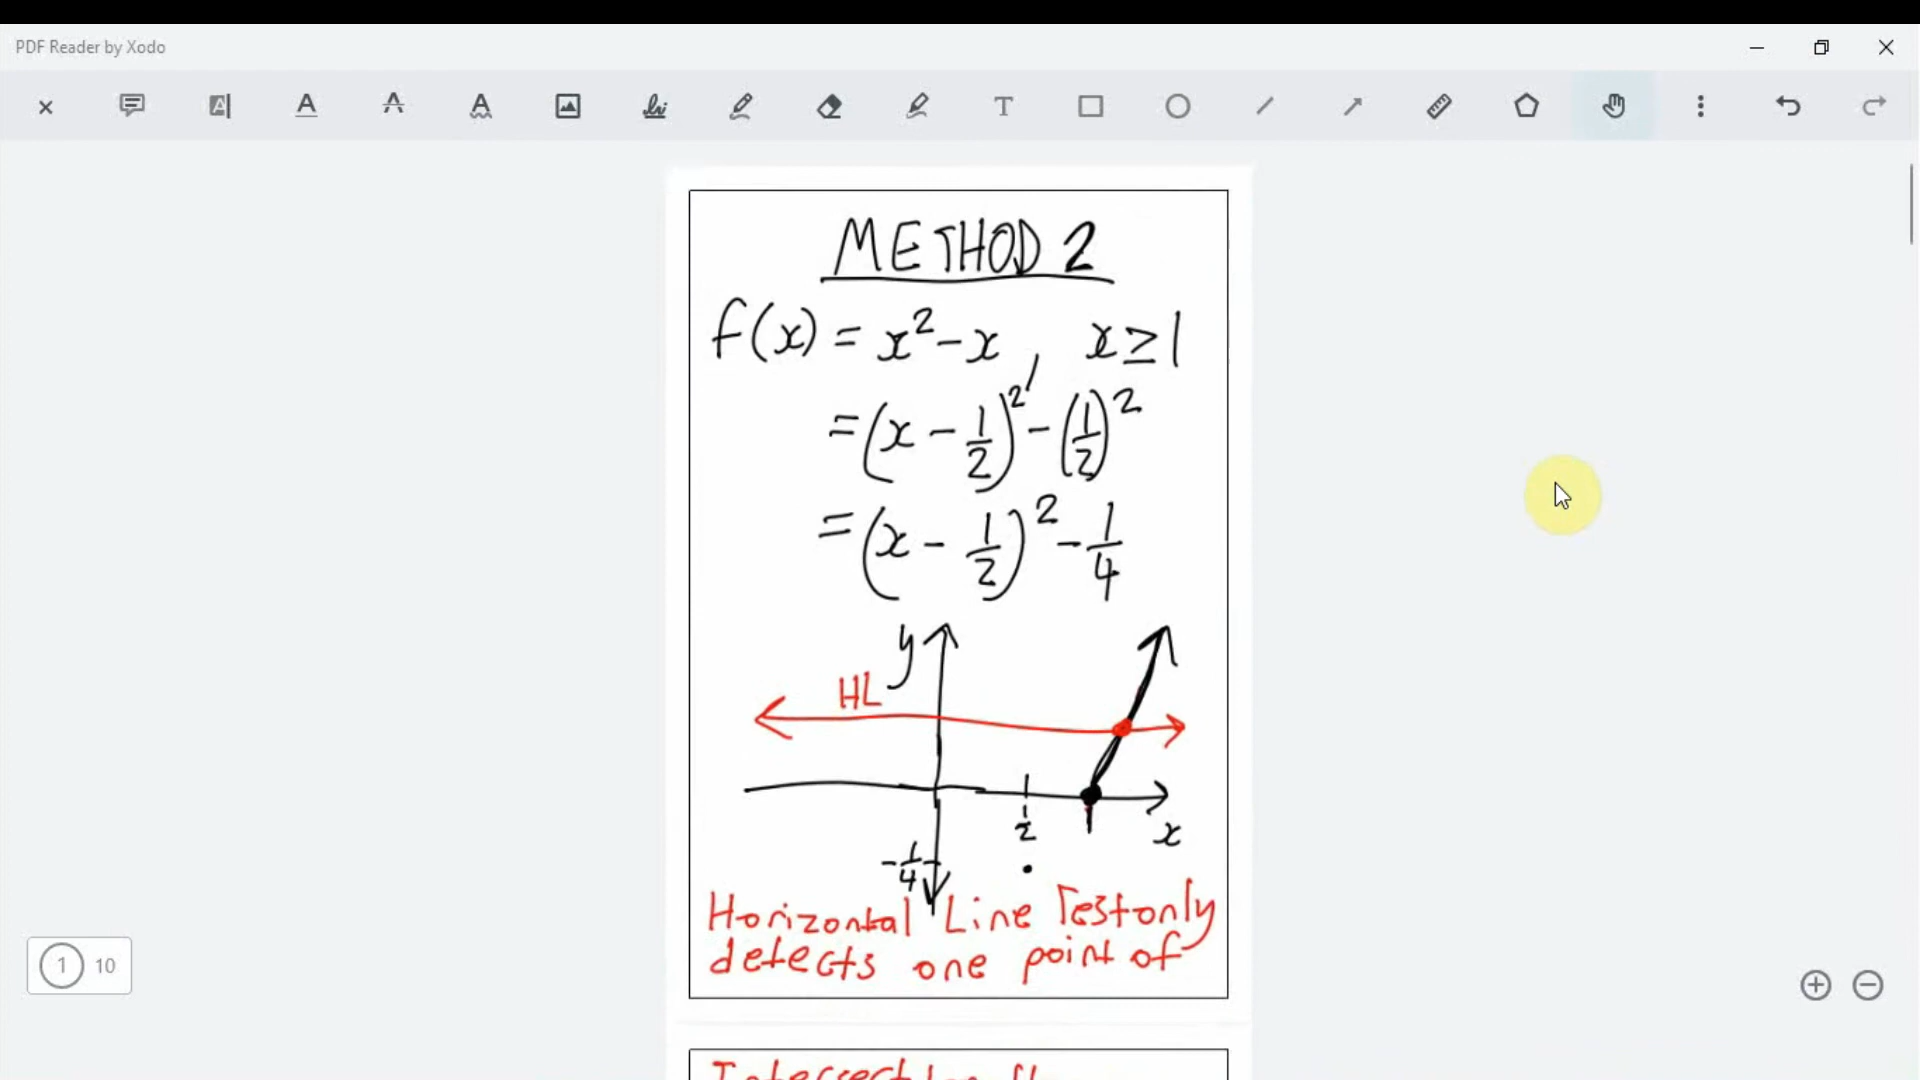 PDF Reader by Xodo
METHOD 2
f(x) = x² - x, x ≥ 1
= (x - 1/2)² - (1/2)²
= (x - 1/2)² - 1/4
y
HL
1/2
1
x
-1/4
Horizontal Line Test only
detects one point of
1 10